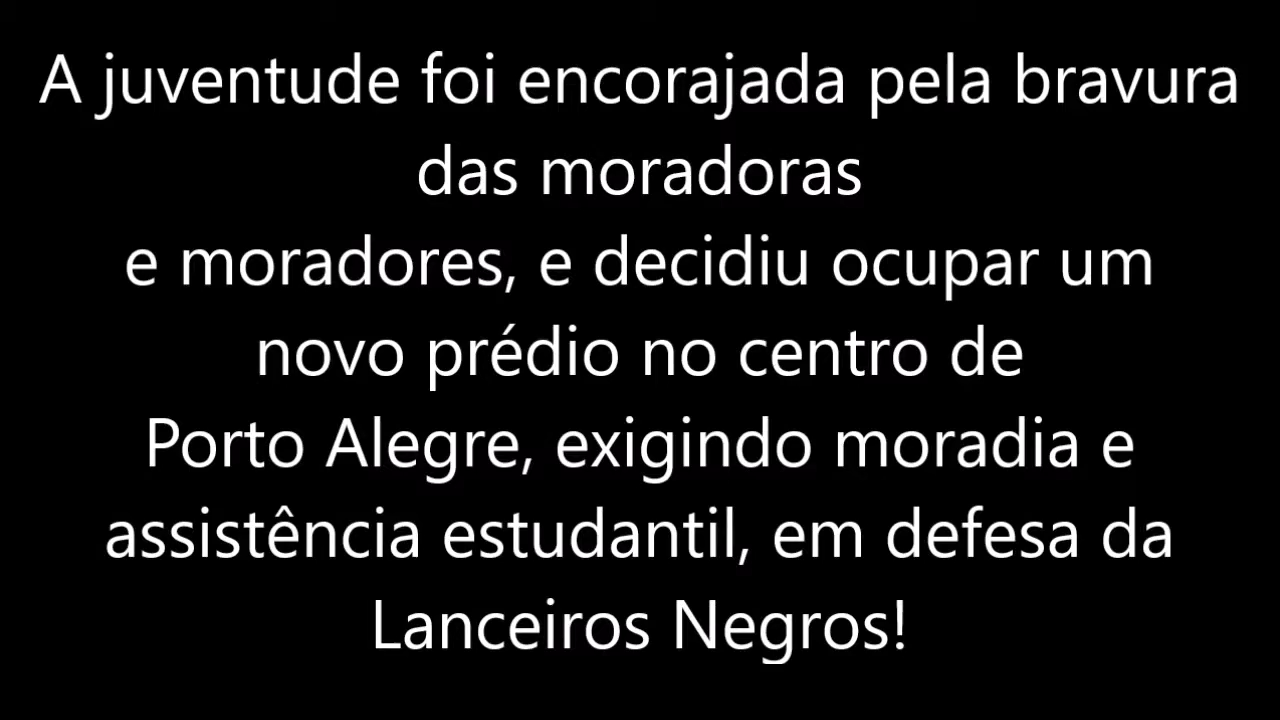 A juventude foi encorajada pela bravura
das moradoras
e moradores, e decidiu ocupar um
novo prédio no centro de
Porto Alegre, exigindo moradia e
assistência estudantil, em defesa da
Lanceiros Negros!